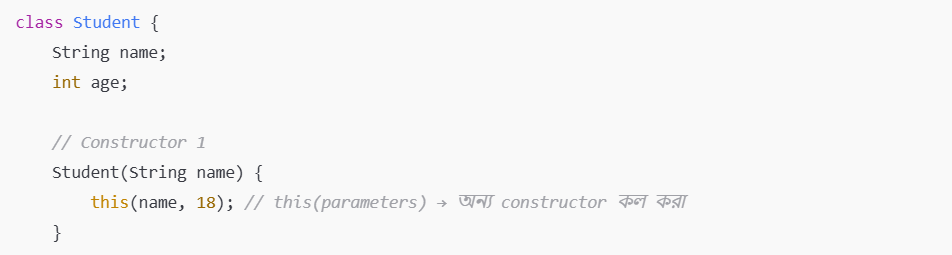 class Student {
String name;
int age;
// Constructor 1
Student(String name) {
this(name, 18); // this(parameters) → অন্য constructor কল করা
}